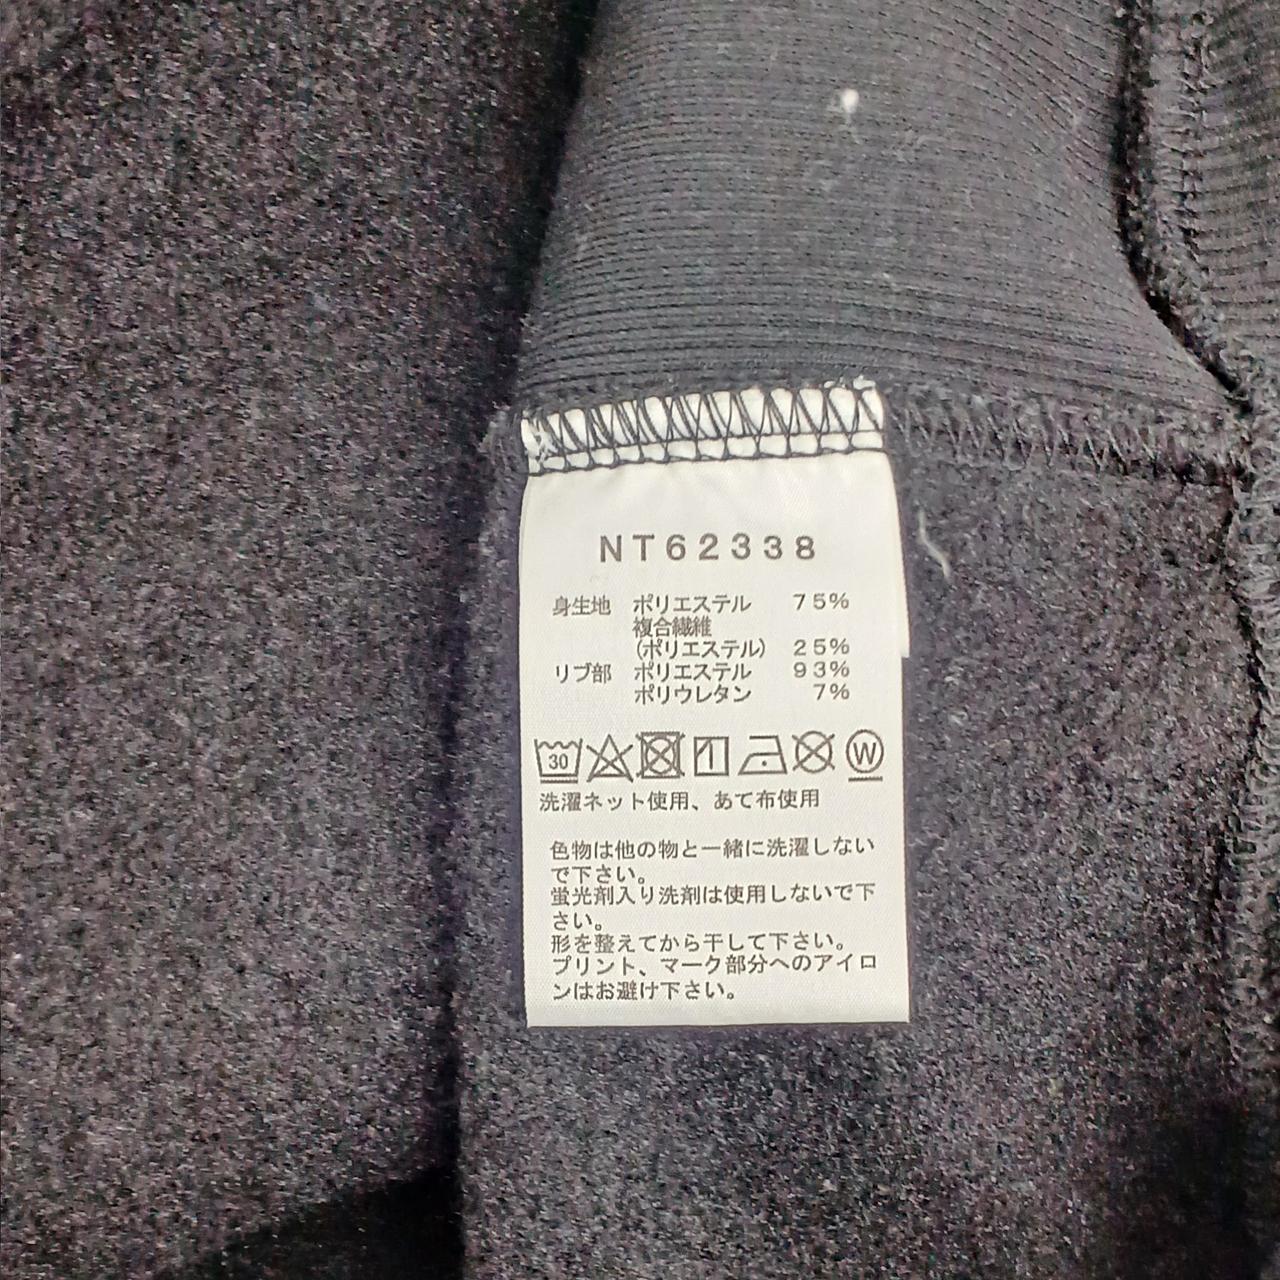 NT62338
身生地 ポリエステル 75%
複合繊維
(ポリエステル) 25%
リブ部 ポリエステル 93%
ポリウレタン 7%
30 W
洗濯ネット使用、あて布使用
色物は他の物と一緒に洗濯しない
で下さい。
蛍光剤入り洗剤は使用しないで下
さい。
形を整えてから干して下さい。
プリント、マーク部分へのアイロ
ンはお避け下さい。